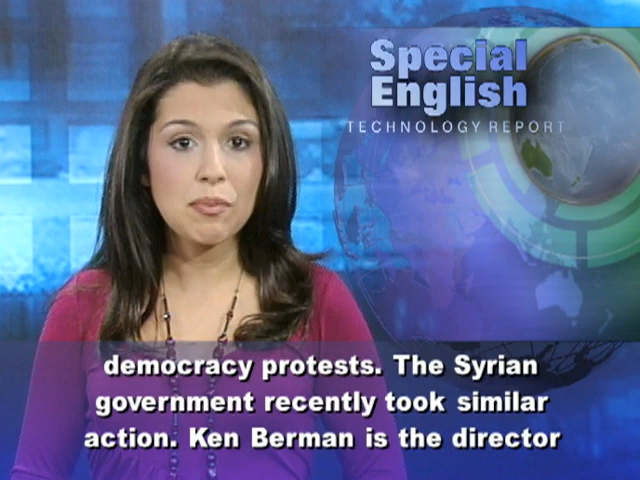 Special
English
TECHNOLOGY REPORT
democracy protests. The Syrian
government recently took similar
action. Ken Berman is the director